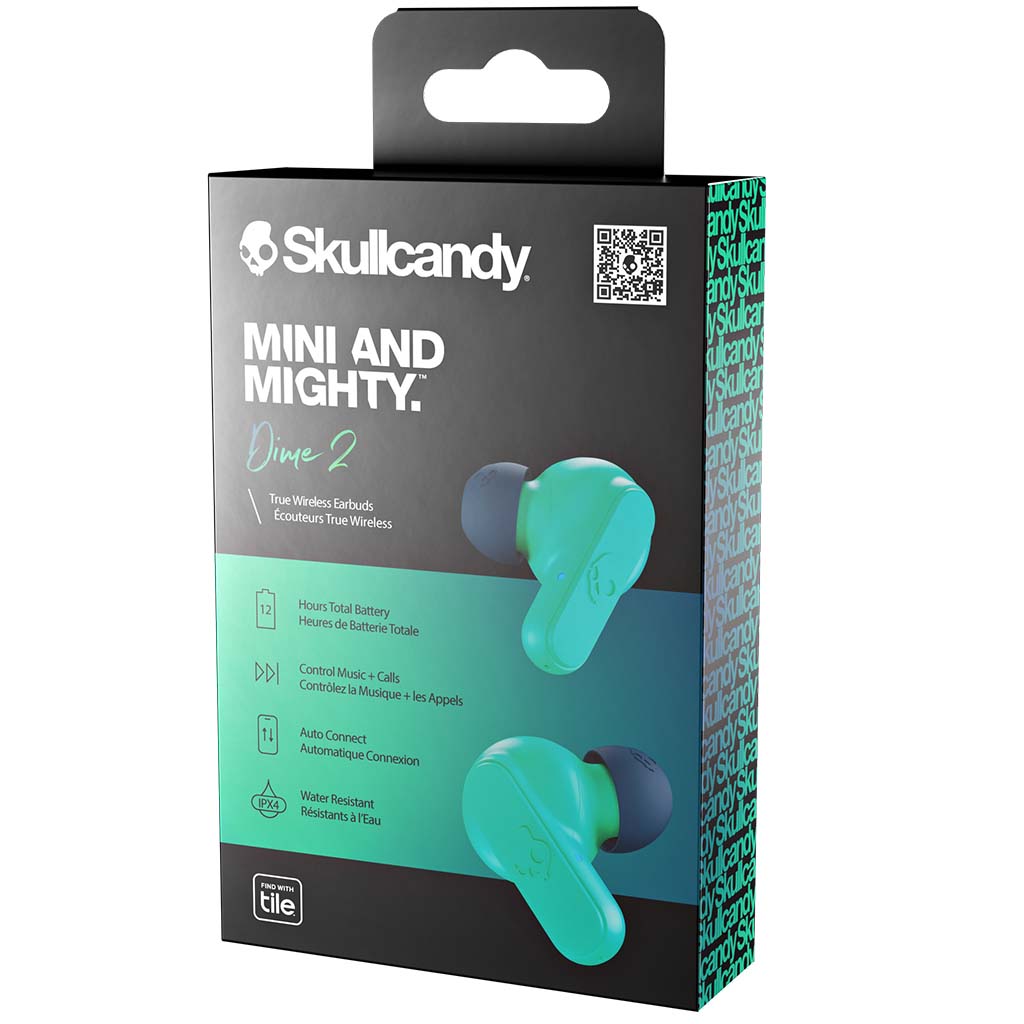 Skullcandy®
MINI AND
MIGHTY.™
Dime 2
True Wireless Earbuds
Écouteurs True Wireless
12
Hours Total Battery
Heures de Batterie Totale
Control Music + Calls
Contrôlez la Musique + les Appels
Auto Connect
Automatique Connexion
IPX4
Water Resistant
Résistants à l'Eau
FIND WITH
tile
Skullcandy